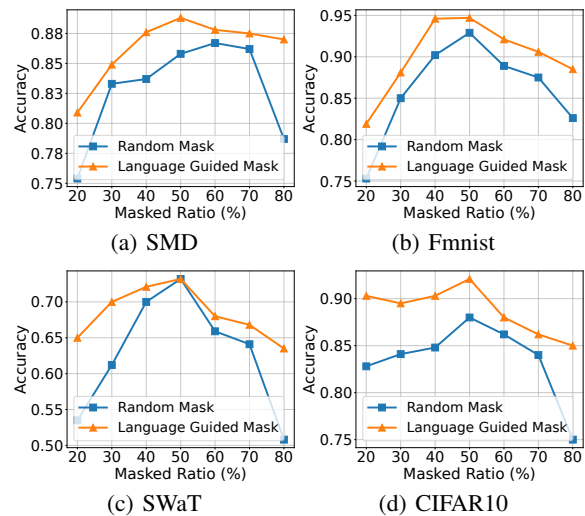 0.88
0.85
0.83
0.80
0.78
0.75
Accuracy
Random Mask
Language Guided Mask
20 30 40 50 60 70 80
Masked Ratio (%)
(a) SMD
0.95
0.90
0.85
0.80
0.75
Accuracy
Random Mask
Language Guided Mask
20 30 40 50 60 70 80
Masked Ratio (%)
(b) Fmnist
0.70
0.65
0.60
0.55
0.50
Accuracy
Random Mask
Language Guided Mask
20 30 40 50 60 70 80
Masked Ratio (%)
(c) SWaT
0.90
0.85
0.80
0.75
Accuracy
Random Mask
Language Guided Mask
20 30 40 50 60 70 80
Masked Ratio (%)
(d) CIFAR10